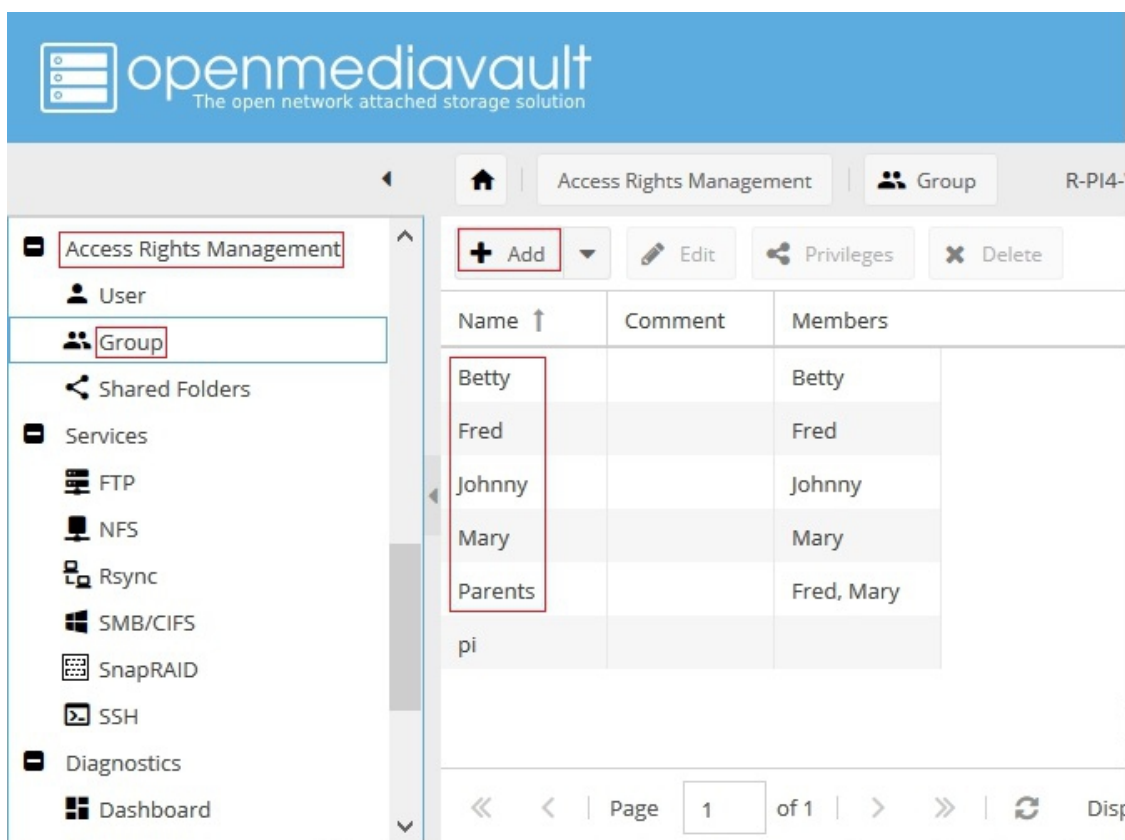 openmediavault
The open network attached storage solution
Access Rights Management
Group
R-PI4-
Access Rights Management
User
Group
Shared Folders
Services
FTP
NFS
Rsync
SMB/CIFS
SnapRAID
SSH
Diagnostics
Dashboard
Add Edit Privileges Delete
Name Comment Members
Betty Betty
Fred Fred
Johnny Johnny
Mary Mary
Parents Fred, Mary
pi
Page 1 of 1